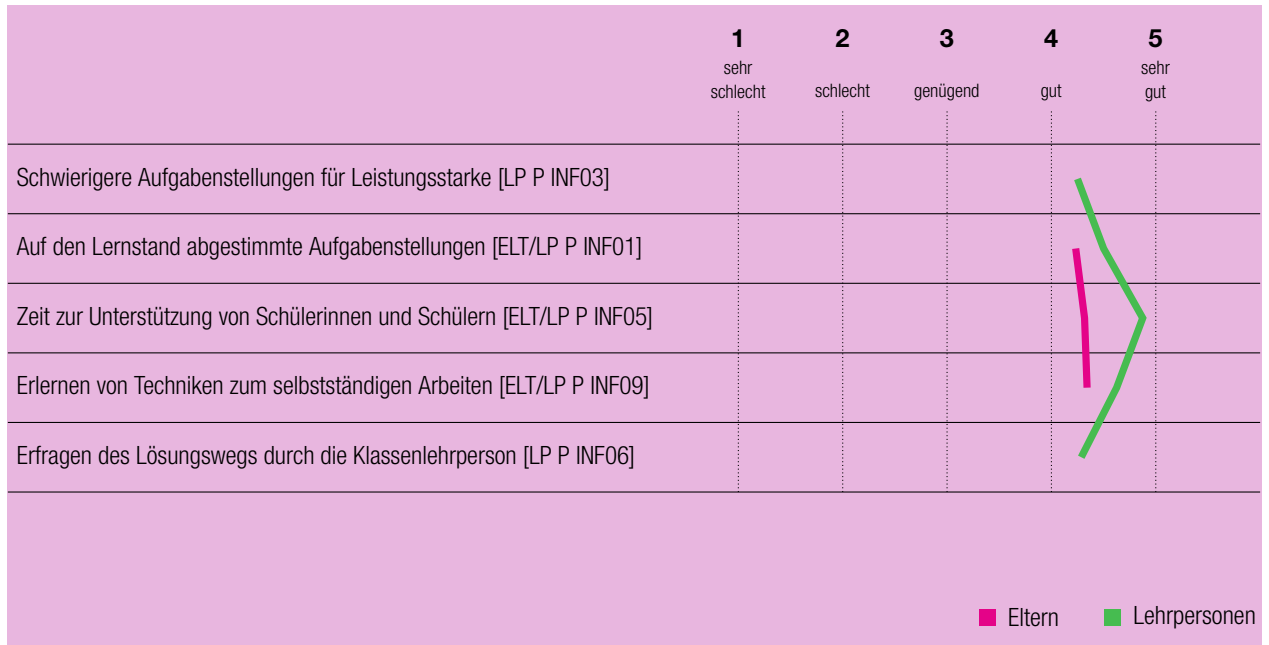 1 2 3 4 5
sehr schlecht schlecht genügend gut sehr gut
Schwierigere Aufgabenstellungen für Leistungsstarke [LP P INF03]
Auf den Lernstand abgestimmte Aufgabenstellungen [ELT/LP P INF01]
Zeit zur Unterstützung von Schülerinnen und Schülern [ELT/LP P INF05]
Erlernen von Techniken zum selbstständigen Arbeiten [ELT/LP P INF09]
Erfragen des Lösungswegs durch die Klassenlehrperson [LP P INF06]
Eltern Lehrpersonen